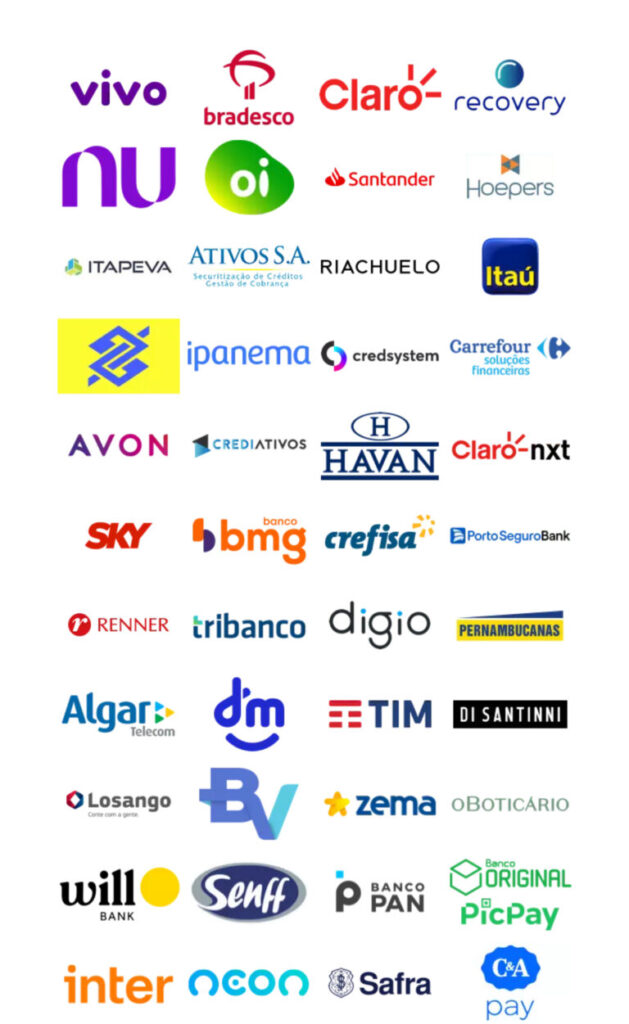 vivo
bradesco
Claro
recovery
nu
oi
Santander
Hoepers
ITAPEVA
ATIVOS S.A.
Securitização de Créditos
Gestão de Cobrança
RIACHUELO
Itaú
ipanema
credsystem
Carrefour
soluções
financeiras
AVON
CREDIATIVOS
H
HAVAN
Claro nxt
SKY
banco
bmg
crefisa
PortoSeguroBank
r RENNER
tribanco
digio
PERNAMBUCANAS
Algar
Telecom
d'm
TIM
DI SANTINNI
Losango
Conte com a gente.
BV
zema
oBOTICÁRIO
will
BANK
Senff
p BANCO
PAN
Banco
ORIGINAL
PicPay
inter
neon
Safra
C&A
pay